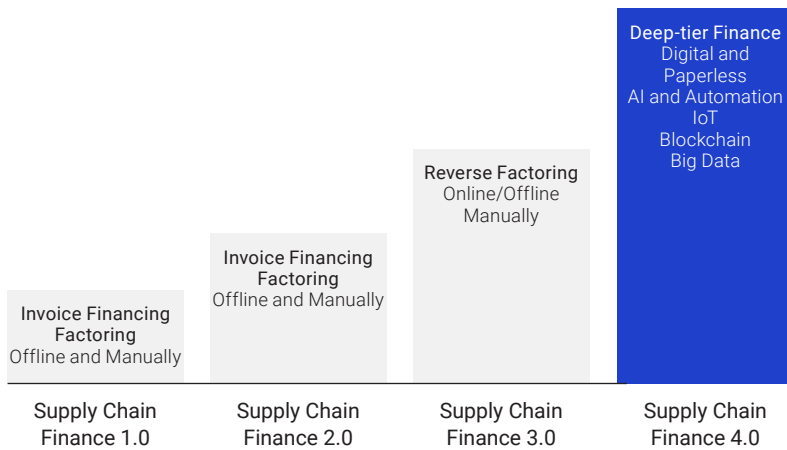 Deep-tier Finance
Digital and
Paperless
AI and Automation
IoT
Blockchain
Big Data
Reverse Factoring
Online/Offline
Manually
Invoice Financing
Factoring
Offline and Manually
Invoice Financing
Factoring
Offline and Manually
Supply Chain
Finance 1.0
Supply Chain
Finance 2.0
Supply Chain
Finance 3.0
Supply Chain
Finance 4.0